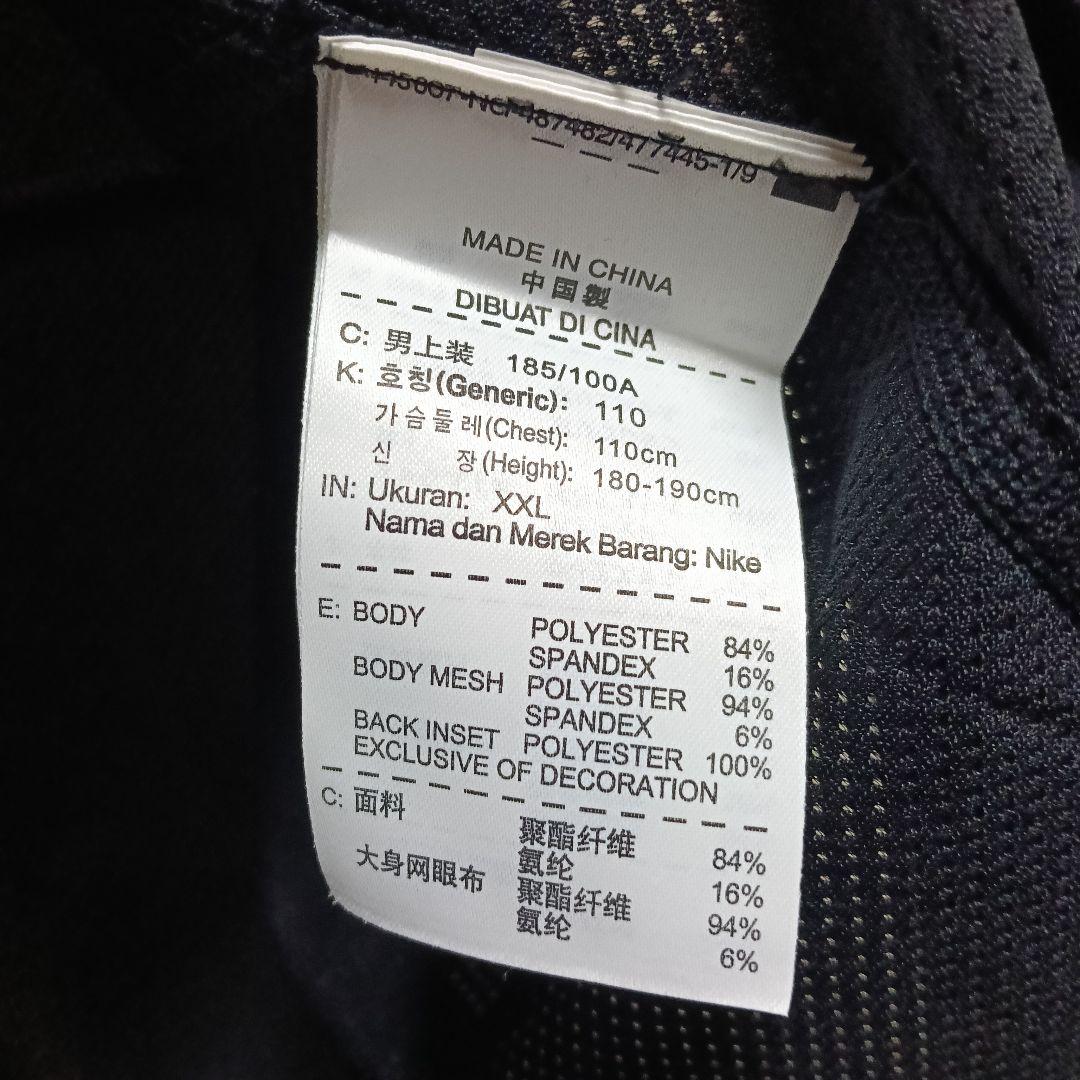 487482/477445-1/9
MADE IN CHINA
中国製
DIBUAT DI CINA
C: 男上装 185/100A
K: 호칭(Generic): 110
가슴둘레(Chest): 110cm
신 장(Height): 180-190cm
IN: Ukuran: XXL
Nama dan Merek Barang: Nike
E: BODY POLYESTER 84%
SPANDEX 16%
BODY MESH POLYESTER 94%
SPANDEX 6%
BACK INSET POLYESTER 100%
EXCLUSIVE OF DECORATION
C: 面料 聚酯纤维 84%
氨纶 16%
大身网眼布 聚酯纤维 94%
氨纶 6%